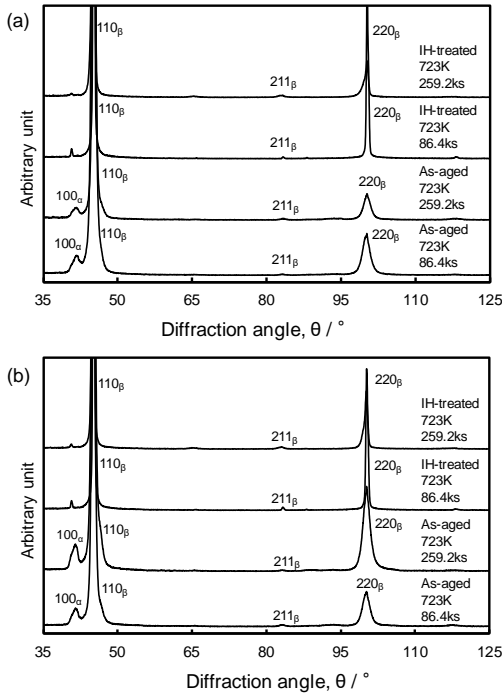 (a)
110β
220β
IH-treated
723K
259.2ks
211β
110β
220β
IH-treated
723K
86.4ks
211β
110β
100α
220β
As-aged
723K
259.2ks
211β
110β
100α
220β
As-aged
723K
86.4ks
211β
Arbitrary unit
35 50 65 80 95 110 125
Diffraction angle, θ / °
(b)
110β
220β
IH-treated
723K
259.2ks
211β
220β
IH-treated
723K
86.4ks
211β
110β
100α
220β
As-aged
723K
259.2ks
211β
110β
100α
220β
As-aged
723K
86.4ks
211β
Arbitrary unit
35 50 65 80 95 110 125
Diffraction angle, θ / °